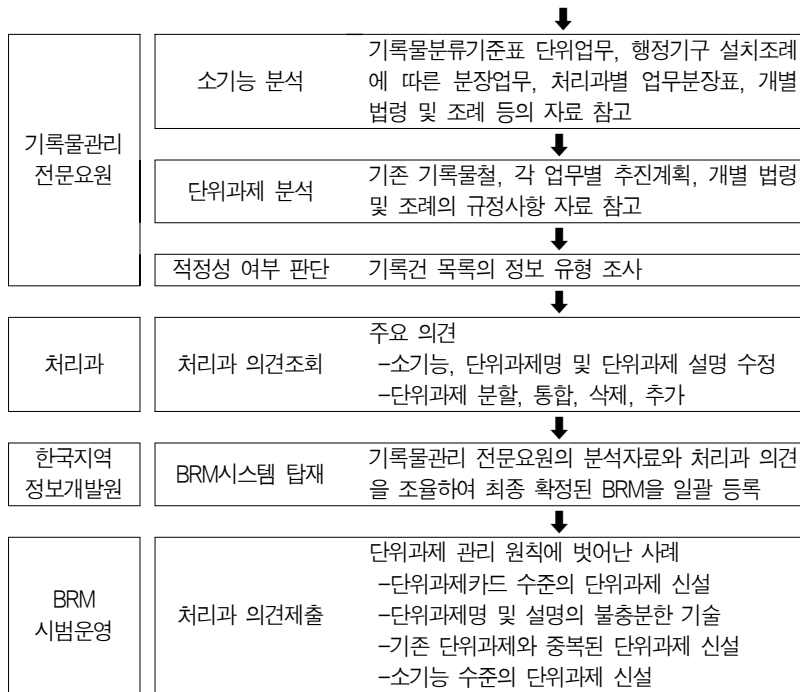 기록물관리
전문요원
소기능 분석
기록물분류기준표 단위업무, 행정기구 설치조례
에 따른 분장업무, 처리과별 업무분장표, 개별
법령 및 조례 등의 자료 참고
단위과제 분석
기존 기록물철, 각 업무별 추진계획, 개별 법령
및 조례의 규정사항 자료 참고
적정성 여부 판단
기록건 목록의 정보 유형 조사
처리과
처리과 의견조회
주요 의견
-소기능, 단위과제명 및 단위과제 설명 수정
-단위과제 분할, 통합, 삭제, 추가
한국지역
정보개발원
BRM시스템 탑재
기록물관리 전문요원의 분석자료와 처리과 의견
을 조율하여 최종 확정된 BRM을 일괄 등록
BRM
시범운영
처리과 의견제출
단위과제 관리 원칙에 벗어난 사례
-단위과제카드 수준의 단위과제 신설
-단위과제명 및 설명의 불충분한 기술
-기존 단위과제와 중복된 단위과제 신설
-소기능 수준의 단위과제 신설